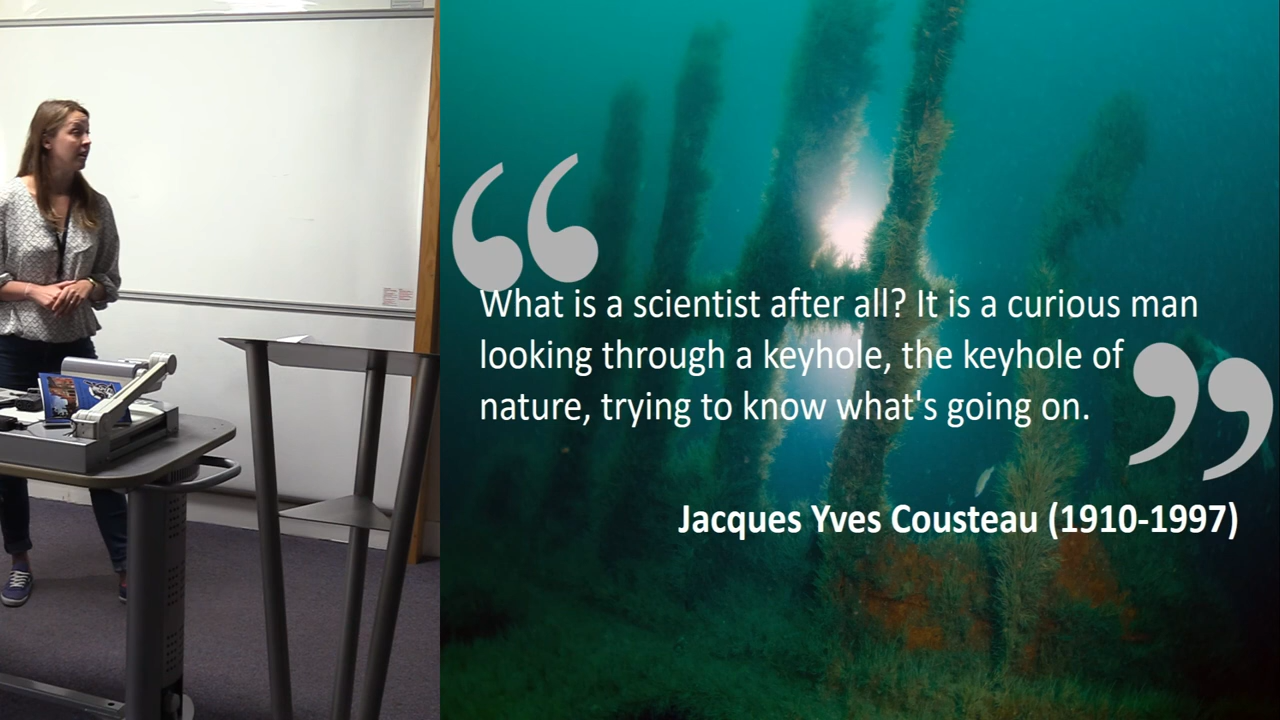 What is a scientist after all? It is a curious man
looking through a keyhole, the keyhole of
nature, trying to know what's going on.
Jacques Yves Cousteau (1910-1997)